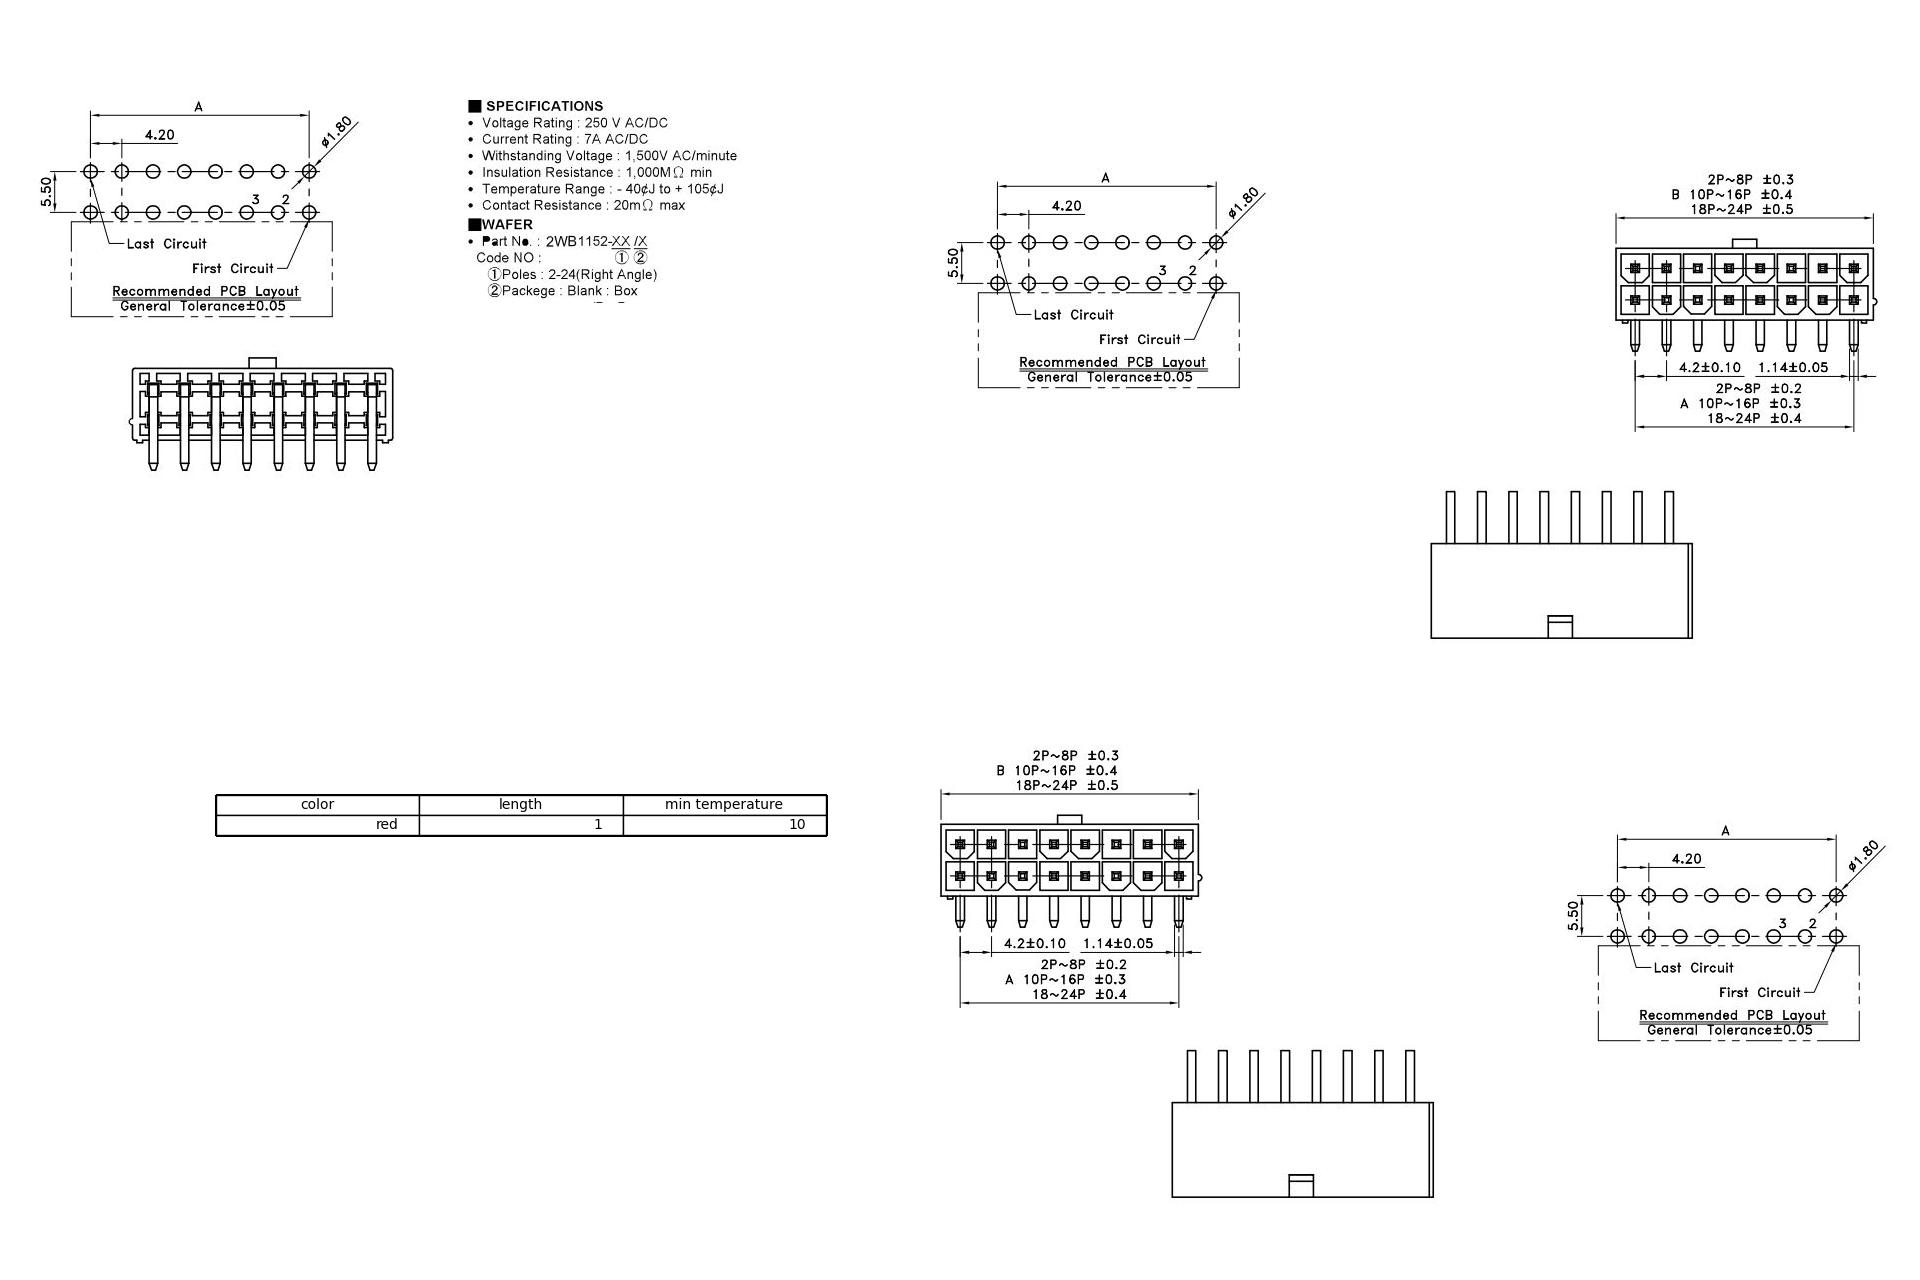 A
4.20
ø1.80
5.50
3 2
Last Circuit
First Circuit
Recommended PCB Layout
General Tolerance±0.05
■ SPECIFICATIONS
• Voltage Rating : 250 V AC/DC
• Current Rating : 7A AC/DC
• Withstanding Voltage : 1,500V AC/minute
• Insulation Resistance : 1,000MΩ min
• Temperature Range : - 40¢J to + 105¢J
• Contact Resistance : 20mΩ max
■WAFER
• Part No. : 2WB1152-XX /X
Code NO : ① ②
①Poles : 2-24(Right Angle)
②Packege : Blank : Box
A
4.20
ø1.80
5.50
3 2
Last Circuit
First Circuit
Recommended PCB Layout
General Tolerance±0.05
2P~8P ±0.3
B 10P~16P ±0.4
18P~24P ±0.5
4.2±0.10 1.14±0.05
2P~8P ±0.2
A 10P~16P ±0.3
18~24P ±0.4
color length min temperature
red 1 10
2P~8P ±0.3
B 10P~16P ±0.4
18P~24P ±0.5
4.2±0.10 1.14±0.05
2P~8P ±0.2
A 10P~16P ±0.3
18~24P ±0.4
A
4.20
ø1.80
5.50
3 2
Last Circuit
First Circuit
Recommended PCB Layout
General Tolerance±0.05